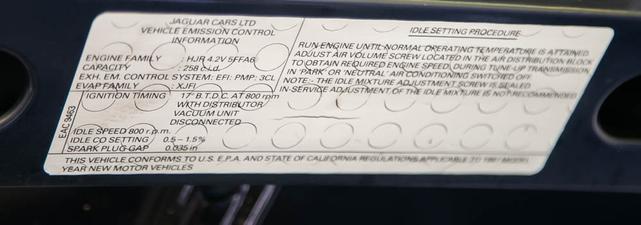 JAGUAR CARS LTD
VEHICLE EMISSION CONTROL
INFORMATION
ENGINE FAMILY : HJR 4.2V 5FFA6
CAPACITY : 258 c.i.d.
EXH. EM. CONTROL SYSTEM: EFI: PMP: 3CL
EVAP FAMILY : XJFI
IGNITION TIMING 17° B.T.D.C. AT 800 rpm
WITH DISTRIBUTOR
VACUUM UNIT
DISCONNECTED
EAC 9463
IDLE SPEED 800 r.p.m.
IDLE CO SETTING 0.5 – 1.5%
SPARK PLUG GAP 0.035 in
IDLE SETTING PROCEDURE
RUN ENGINE UNTIL NORMAL OPERATING TEMPERATURE IS ATTAINED
ADJUST AIR VOLUME SCREW LOCATED IN THE AIR DISTRIBUTION BLOCK
TO OBTAIN REQUIRED ENGINE SPEED, DURING TUNE-UP TRANSMISSION
IN 'PARK' OR 'NEUTRAL' AIR CONDITIONING SWITCHED OFF
NOTE:- THE IDLE MIXTURE ADJUSTMENT SCREW IS SEALED
IN-SERVICE ADJUSTMENT OF THE IDLE MIXTURE IS NOT RECOMMENDED
THIS VEHICLE CONFORMS TO U.S. E.P.A. AND STATE OF CALIFORNIA REGULATIONS APPLICABLE TO MODEL
YEAR NEW MOTOR VEHICLES